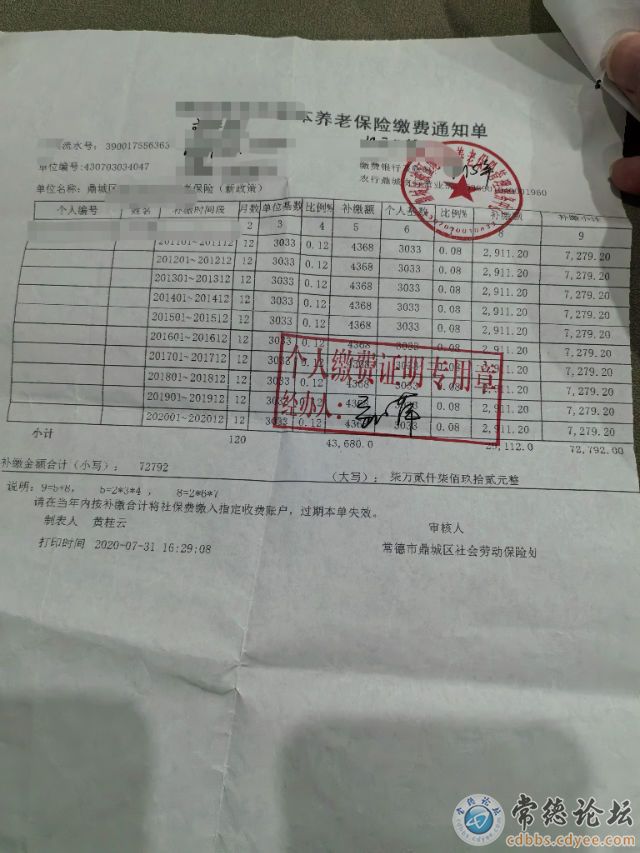 本养老保险缴费通知单
流水号：390017556363
单位编号：430703034047
缴费银行
单位名称：鼎城区 老保险（新政策）
农行鼎城 1960
个人编号 姓名 补缴时间段 月数 单位基数 比例% 补缴额 个人基数 比例% 补缴额 补缴小计
2 3 4 5 6 8 9
201101~201112 12 3033 0.12 4368 3033 0.08 2,911.20 7,279.20
201201~201212 12 3033 0.12 4368 3033 0.08 2,911.20 7,279.20
201301~201312 12 3033 0.12 4368 3033 0.08 2,911.20 7,279.20
201401~201412 12 3033 0.12 4368 3033 0.08 2,911.20 7,279.20
201501~201512 12 3033 0.12 4368 3033 0.08 2,911.20 7,279.20
201601~201612 12 3033 0.12 4368 3033 0.08 2,911.20 7,279.20
201701~201712 12 3033 0.12 0.08 2,911.20 7,279.20
201801~201812 12 3033 0.12 0.08 2,911.20 7,279.20
201901~201912 12 3033 0.12 0.08 2,911.20 7,279.20
202001~202012 12 3033 0.12 0.08 2,911.20 7,279.20
小计 120 43,680.0 29,112.0 72,792.00
个人缴费证明专用章
经办人：
补缴金额合计（小写）： 72792 （大写）： 柒万贰仟柒佰玖拾贰元整
说明：9=5+8， 5=2*3*4 ， 8=2*6*7
请在当年内按补缴合计将社保费缴入指定收费账户，过期本单失效。
制表人 黄桂云 审核人
打印时间 2020-07-31 16:29:08 常德市鼎城区社会劳动保险处
常德论坛
cdbbs.cdyee.com